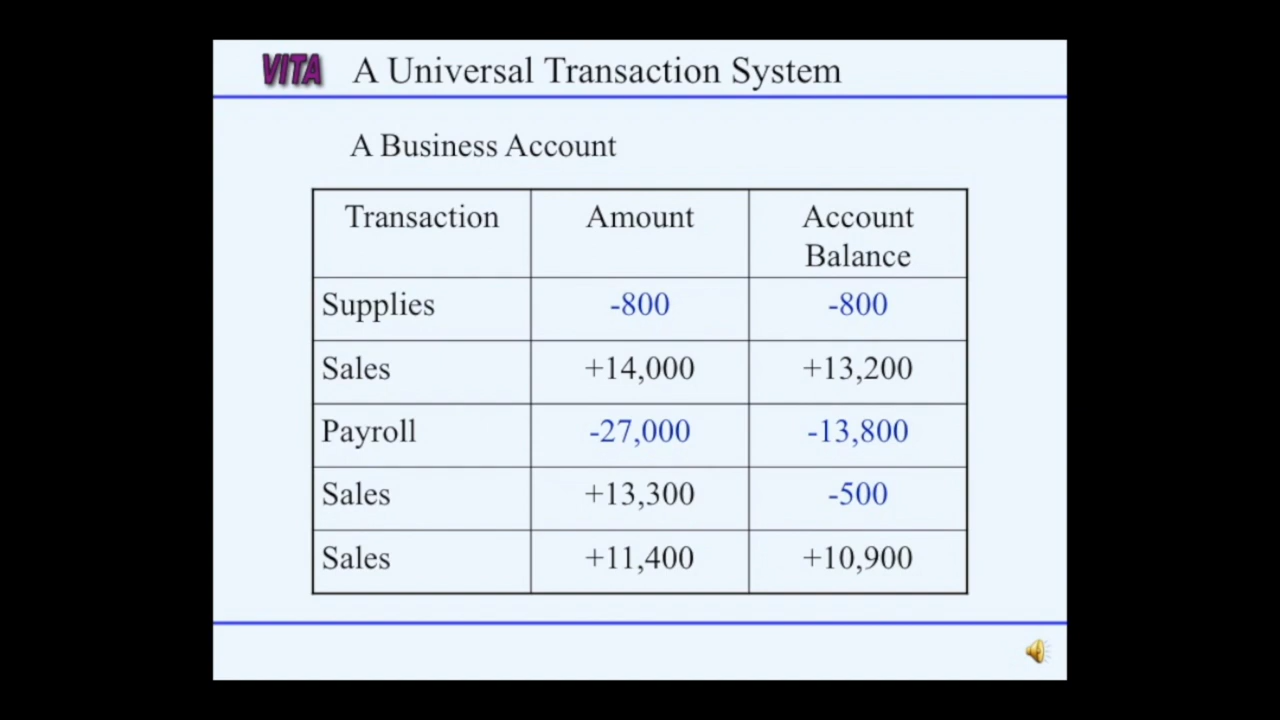 VITA A Universal Transaction System
A Business Account
Transaction Amount Account Balance
Supplies -800 -800
Sales +14,000 +13,200
Payroll -27,000 -13,800
Sales +13,300 -500
Sales +11,400 +10,900